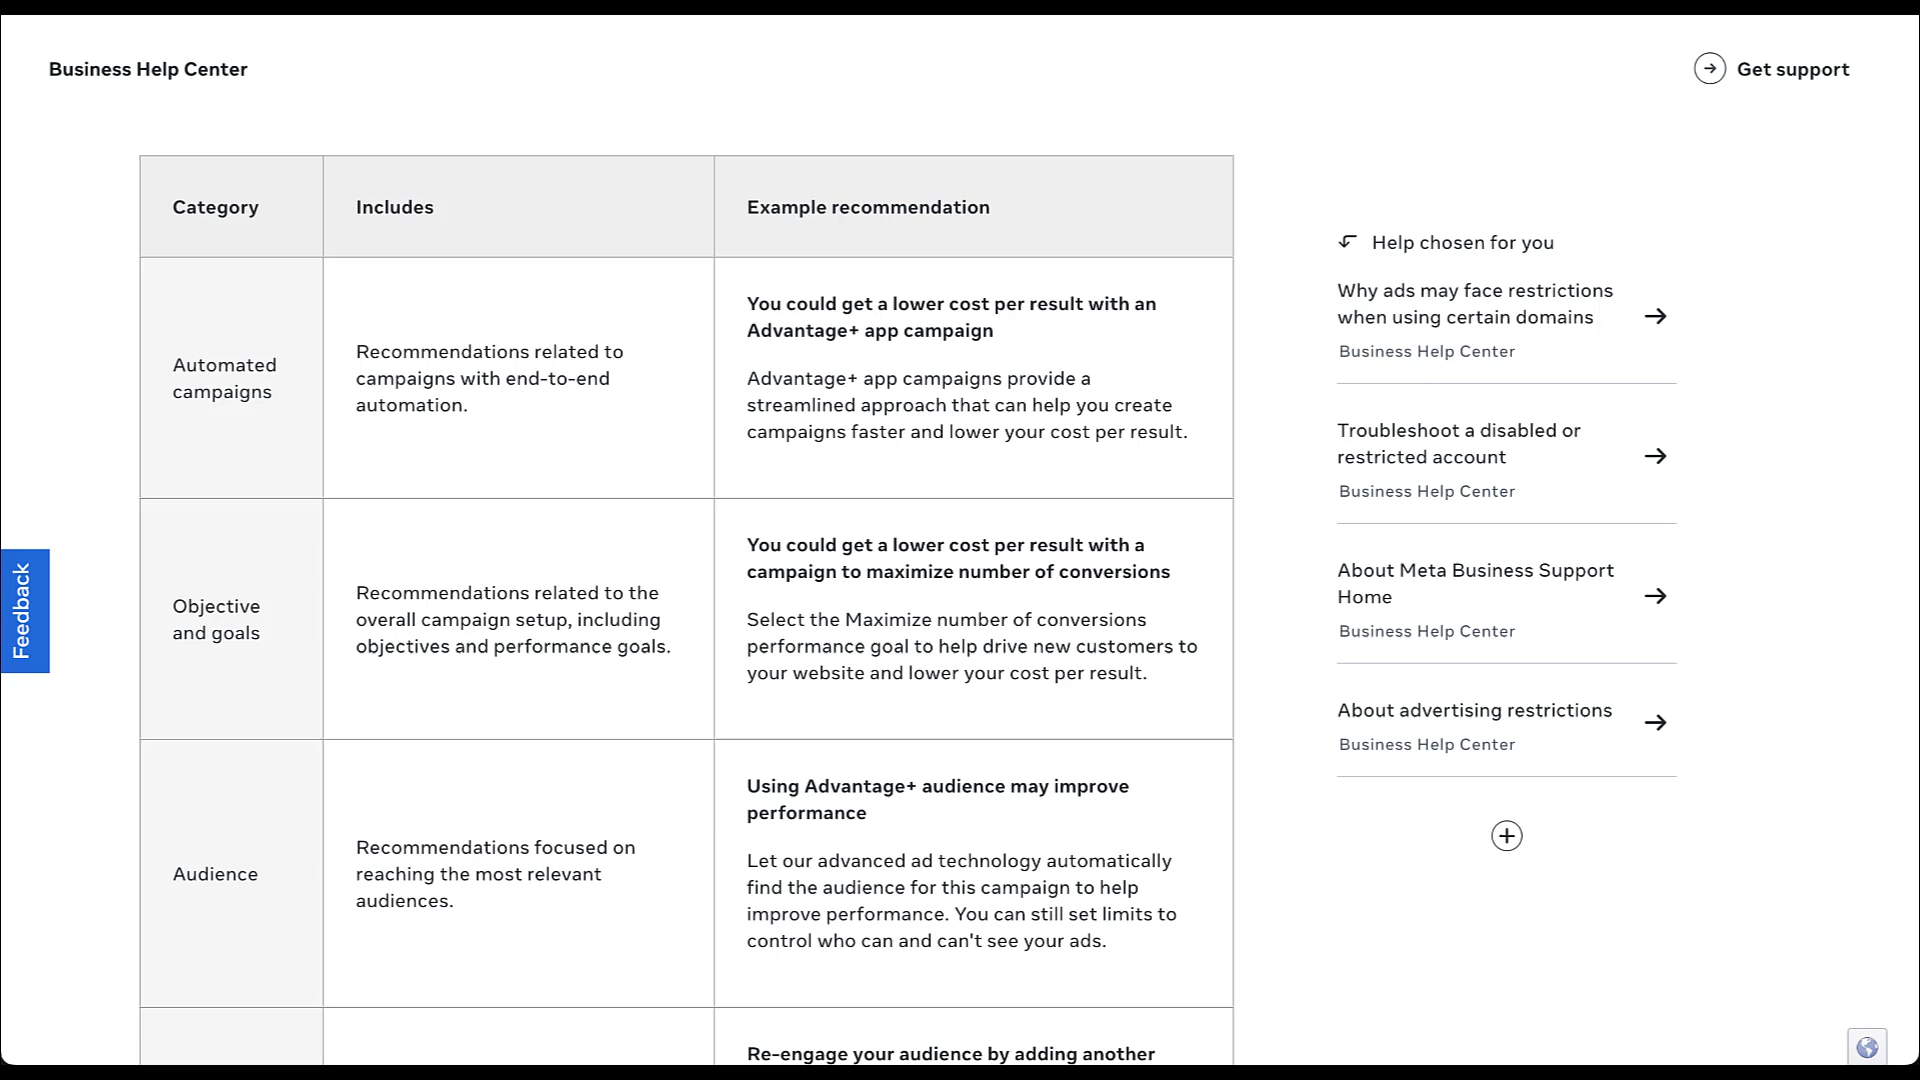 Business Help Center
Get support
Category
Includes
Example recommendation
Automated
campaigns
Recommendations related to
campaigns with end-to-end
automation.
You could get a lower cost per result with an
Advantage+ app campaign
Advantage+ app campaigns provide a
streamlined approach that can help you create
campaigns faster and lower your cost per result.
Objective
and goals
Recommendations related to the
overall campaign setup, including
objectives and performance goals.
You could get a lower cost per result with a
campaign to maximize number of conversions
Select the Maximize number of conversions
performance goal to help drive new customers to
your website and lower your cost per result.
Audience
Recommendations focused on
reaching the most relevant
audiences.
Using Advantage+ audience may improve
performance
Let our advanced ad technology automatically
find the audience for this campaign to help
improve performance. You can still set limits to
control who can and can't see your ads.
Re-engage your audience by adding another
Help chosen for you
Why ads may face restrictions
when using certain domains
Business Help Center
Troubleshoot a disabled or
restricted account
Business Help Center
About Meta Business Support
Home
Business Help Center
About advertising restrictions
Business Help Center
Feedback